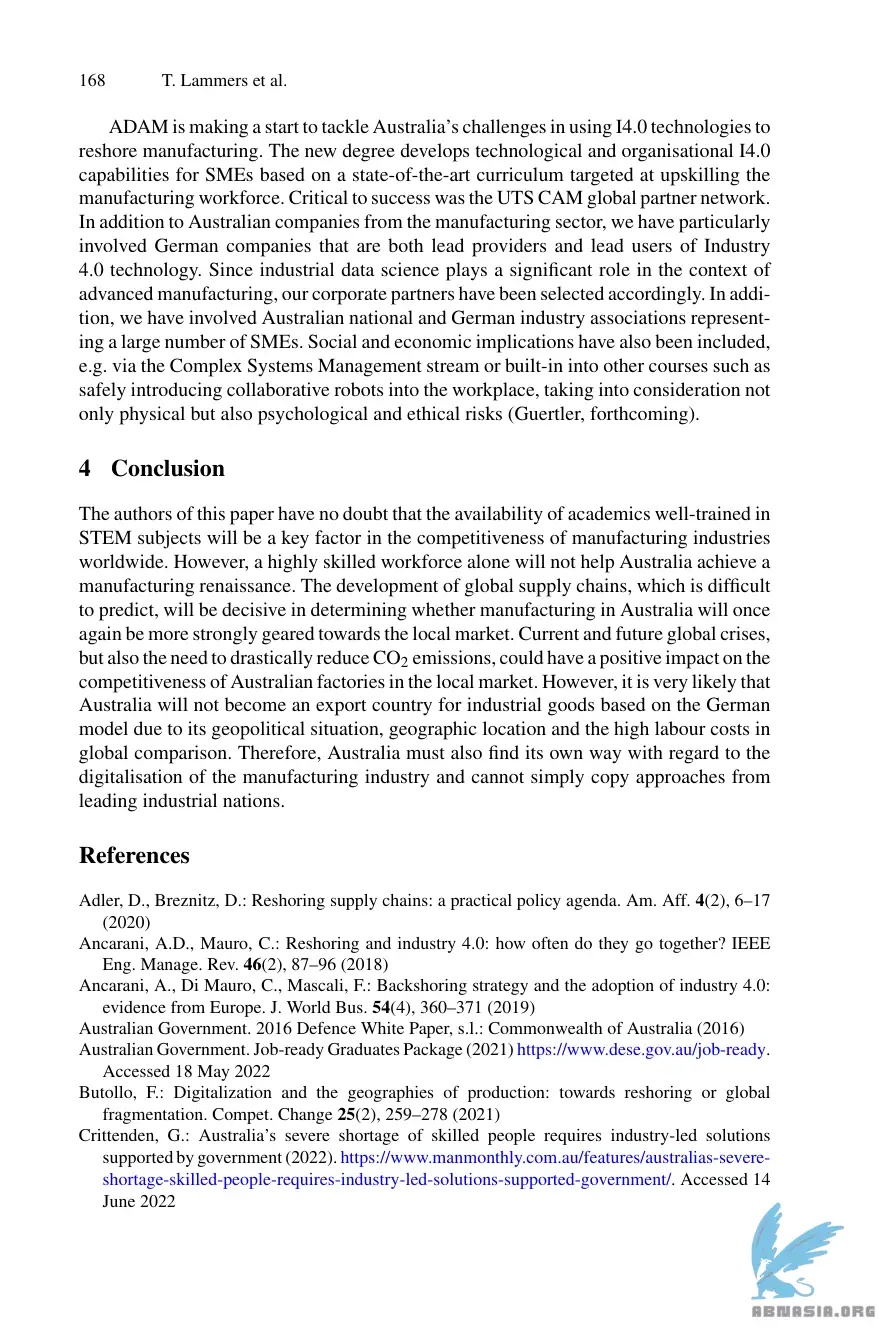 168 T. Lammers et al.
ADAM is making a start to tackle Australia's challenges in using I4.0 technologies to
reshore manufacturing. The new degree develops technological and organisational I4.0
capabilities for SMEs based on a state-of-the-art curriculum targeted at upskilling the
manufacturing workforce. Critical to success was the UTS CAM global partner network.
In addition to Australian companies from the manufacturing sector, we have particularly
involved German companies that are both lead providers and lead users of Industry
4.0 technology. Since industrial data science plays a significant role in the context of
advanced manufacturing, our corporate partners have been selected accordingly. In addi-
tion, we have involved Australian national and German industry associations represent-
ing a large number of SMEs. Social and economic implications have also been included,
e.g. via the Complex Systems Management stream or built-in into other courses such as
safely introducing collaborative robots into the workplace, taking into consideration not
only physical but also psychological and ethical risks (Guertler, forthcoming).
4 Conclusion
The authors of this paper have no doubt that the availability of academics well-trained in
STEM subjects will be a key factor in the competitiveness of manufacturing industries
worldwide. However, a highly skilled workforce alone will not help Australia achieve a
manufacturing renaissance. The development of global supply chains, which is difficult
to predict, will be decisive in determining whether manufacturing in Australia will once
again be more strongly geared towards the local market. Current and future global crises,
but also the need to drastically reduce CO2 emissions, could have a positive impact on the
competitiveness of Australian factories in the local market. However, it is very likely that
Australia will not become an export country for industrial goods based on the German
model due to its geopolitical situation, geographic location and the high labour costs in
global comparison. Therefore, Australia must also find its own way with regard to the
digitalisation of the manufacturing industry and cannot simply copy approaches from
leading industrial nations.
References
Adler, D., Breznitz, D.: Reshoring supply chains: a practical policy agenda. Am. Aff. 4(2), 6–17
(2020)
Ancarani, A.D., Mauro, C.: Reshoring and industry 4.0: how often do they go together? IEEE
Eng. Manage. Rev. 46(2), 87–96 (2018)
Ancarani, A., Di Mauro, C., Mascali, F.: Backshoring strategy and the adoption of industry 4.0:
evidence from Europe. J. World Bus. 54(4), 360–371 (2019)
Australian Government. 2016 Defence White Paper, s.l.: Commonwealth of Australia (2016)
Australian Government. Job-ready Graduates Package (2021) https://www.dese.gov.au/job-ready.
Accessed 18 May 2022
Butollo, F.: Digitalization and the geographies of production: towards reshoring or global
fragmentation. Compet. Change 25(2), 259–278 (2021)
Crittenden, G.: Australia's severe shortage of skilled people requires industry-led solutions
supported by government (2022). https://www.manmonthly.com.au/features/australias-severe-
shortage-skilled-people-requires-industry-led-solutions-supported-government/. Accessed 14
June 2022
ABNASIA.ORG